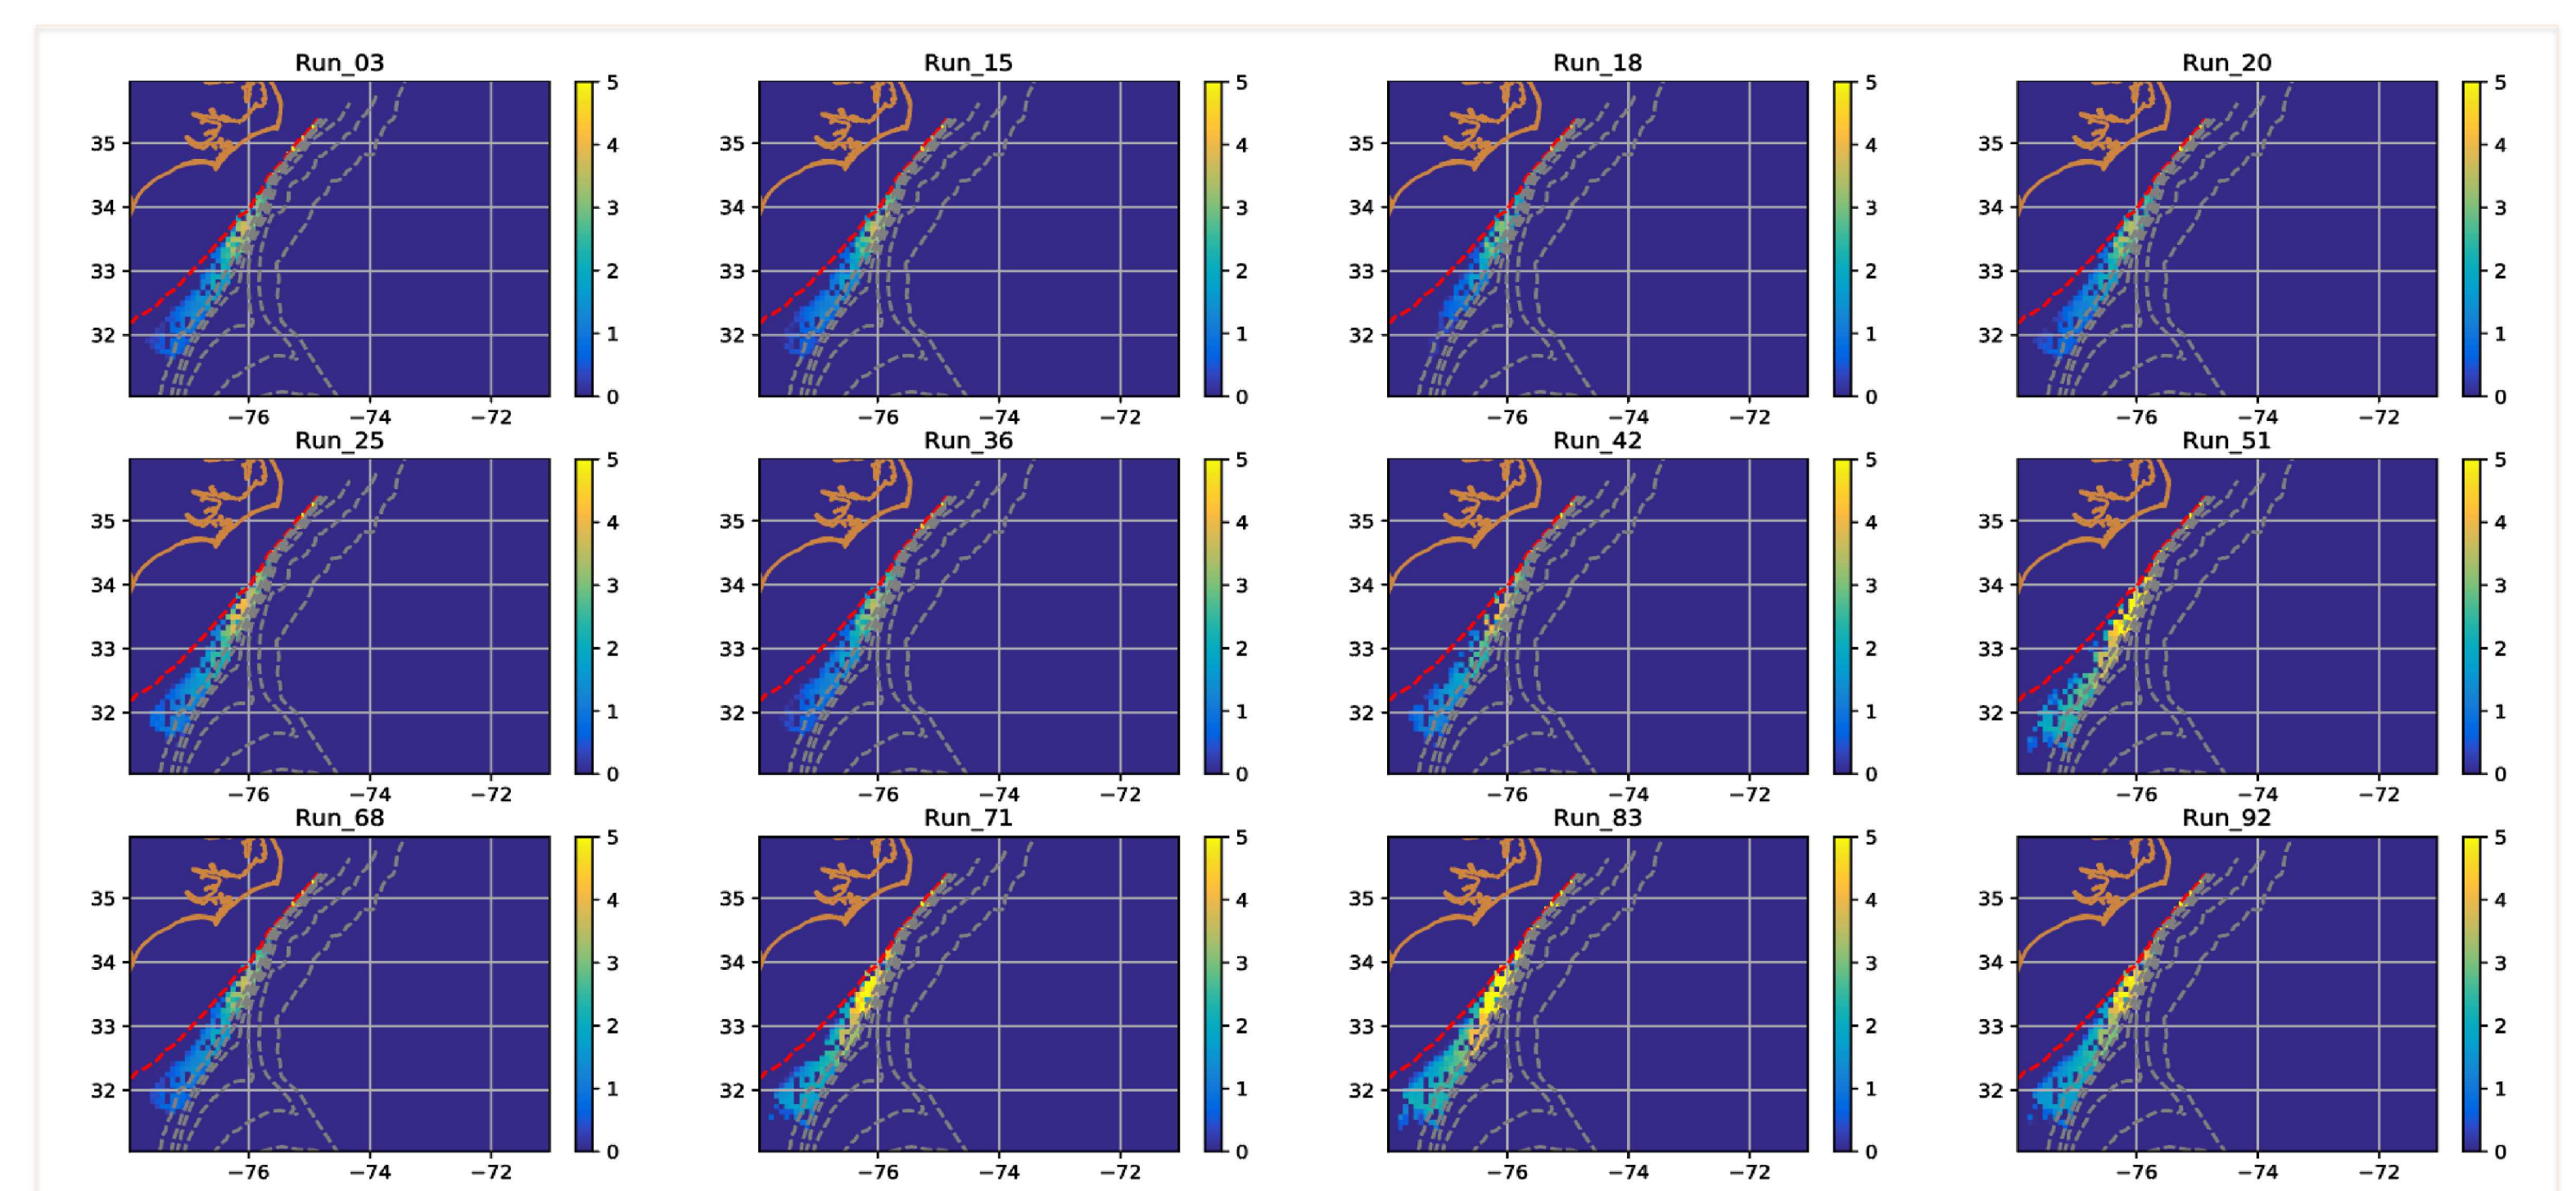 Run_03 Run_15 Run_18 Run_20
5 5 5 5
35 4 35 4 35 4 35 4
34 3 34 3 34 3 34 3
33 2 33 2 33 2 33 2
32 1 32 1 32 1 32 1
0 0 0 0
−76 −74 −72 −76 −74 −72 −76 −74 −72 −76 −74 −72
Run_25 Run_36 Run_42 Run_51
5 5 5 5
35 4 35 4 35 4 35 4
34 3 34 3 34 3 34 3
33 2 33 2 33 2 33 2
32 1 32 1 32 1 32 1
0 0 0 0
−76 −74 −72 −76 −74 −72 −76 −74 −72 −76 −74 −72
Run_68 Run_71 Run_83 Run_92
5 5 5 5
35 4 35 4 35 4 35 4
34 3 34 3 34 3 34 3
33 2 33 2 33 2 33 2
32 1 32 1 32 1 32 1
0 0 0 0
−76 −74 −72 −76 −74 −72 −76 −74 −72 −76 −74 −72